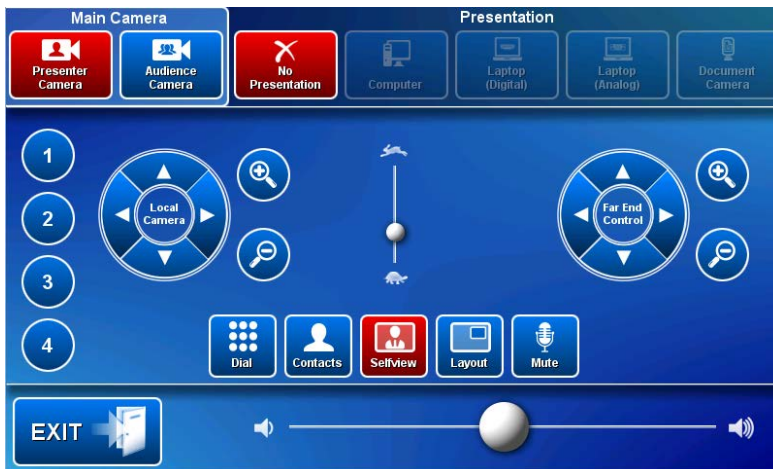 Main Camera
Presentation
Presenter
Camera
Audience
Camera
No
Presentation
Computer
Laptop
(Digital)
Laptop
(Analog)
Document
Camera
1
2
3
4
Local
Camera
Far End
Control
Dial
Contacts
Selfview
Layout
Mute
EXIT